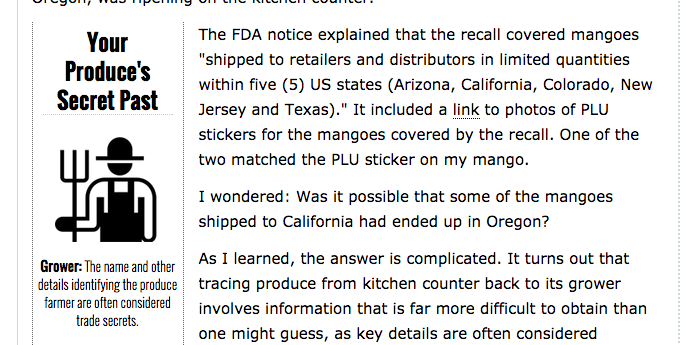 Oregon, was ripening on the kitchen counter.
Your
Produce's
Secret Past
Grower: The name and other
details identifying the produce
farmer are often considered
trade secrets.
The FDA notice explained that the recall covered mangoes
"shipped to retailers and distributors in limited quantities
within five (5) US states (Arizona, California, Colorado, New
Jersey and Texas)." It included a link to photos of PLU
stickers for the mangoes covered by the recall. One of the
two matched the PLU sticker on my mango.
I wondered: Was it possible that some of the mangoes
shipped to California had ended up in Oregon?
As I learned, the answer is complicated. It turns out that
tracing produce from kitchen counter back to its grower
involves information that is far more difficult to obtain than
one might guess, as key details are often considered